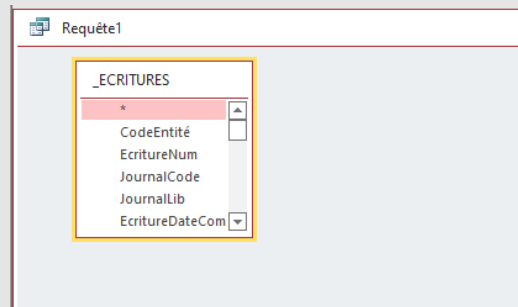 Requête1
_ECRITURES
*
CodeEntité
EcritureNum
JournalCode
JournalLib
EcritureDateCom